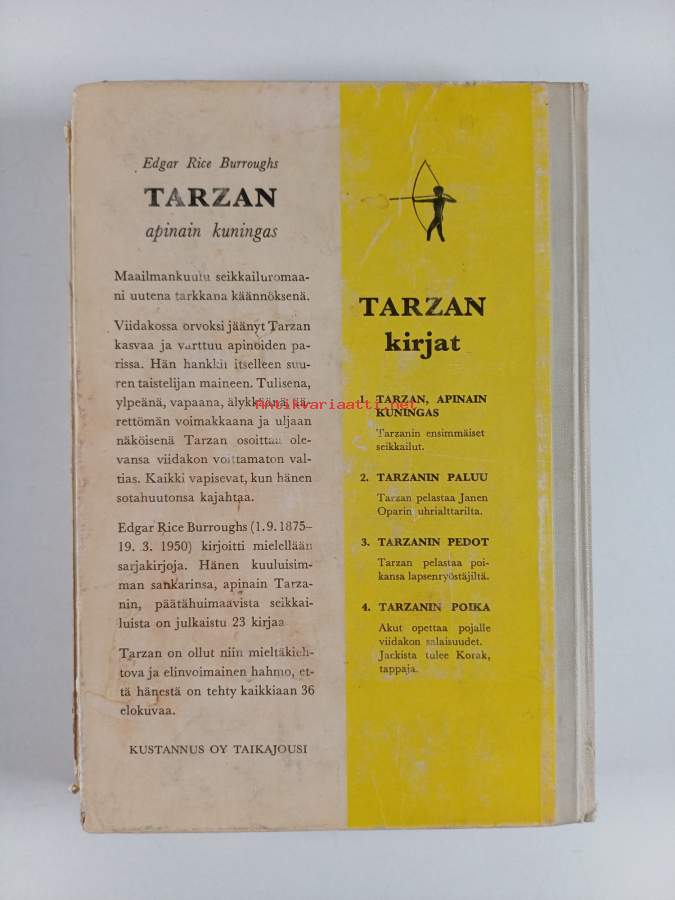 Edgar Rice Burroughs
TARZAN
apinain kuningas
Maailmankuulu seikkailuromaa-
ni uutena tarkkana käännöksenä.
Viidakossa orvoksi jäänyt Tarzan
kasvaa ja varttuu apinoiden pa-
rissa. Hän hankkii itselleen suu-
ren taistelijan maineen. Tulisena,
ylpeänä, vapaana, älykkäänä,ää-
rettömän voimakkaana ja uljaan
näköisenä Tarzan osoittaa ole-
vansa viidakon voittamaton val-
tias. Kaikki vapisevat, kun hänen
sotahuutonsa kajahtaa.
Edgar Rice Burroughs (1.9.1875–
19. 3. 1950) kirjoitti mielellään
sarjakirjoja. Hänen kuuluisim-
man sankarinsa, apinain Tarza-
nin, päätähuimaavista seikkai-
luista on julkaistu 23 kirjaa
Tarzan on ollut niin mieltäkieh-
tova ja elinvoimainen hahmo, et-
tä hänestä on tehty kaikkiaan 36
elokuvaa.
KUSTANNUS OY TAIKAJOUSI
TARZAN
kirjat
1. TARZAN, APINAIN
KUNINGAS
Tarzanin ensimmäiset
seikkailut.
2. TARZANIN PALUU
Tarzan pelastaa Janen
Oparin uhrialttarilta.
3. TARZANIN PEDOT
Tarzan pelastaa poi-
kansa lapsenryöstäjiltä.
4. TARZANIN POIKA
Akut opettaa pojalle
viidakon salaisuudet.
Jackista tulee Korak,
tappaja.
Antikvariaatti.net